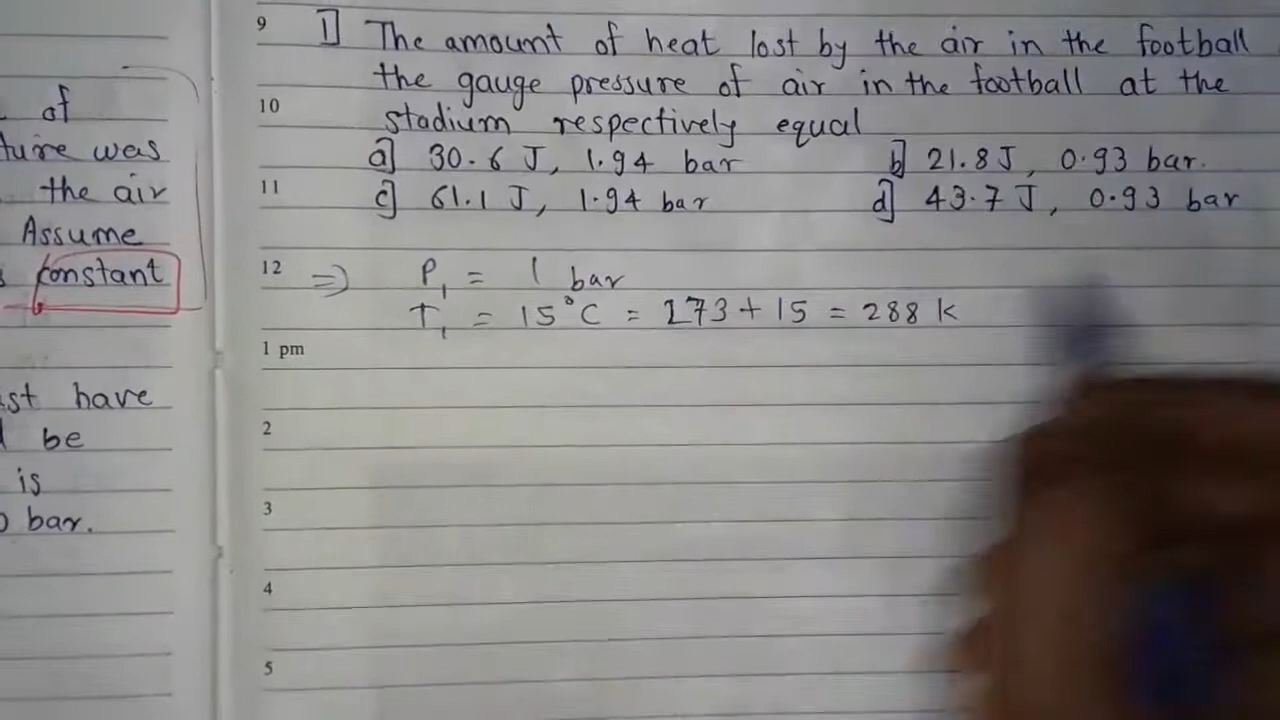 of
ture was
the air
Assume
constant
ast have
be
is
bar.
9
1] The amount of heat lost by the air in the football
the gauge pressure of air in the football at the
10
stadium respectively equal
a] 30.6 J, 1.94 bar b] 21.8 J, 0.93 bar.
11
c] 61.1 J, 1.94 bar d] 43.7 J, 0.93 bar
12
=> P1 = 1 bar
T1 = 15°C = 273 + 15 = 288 K
1 pm
2
3
4
5